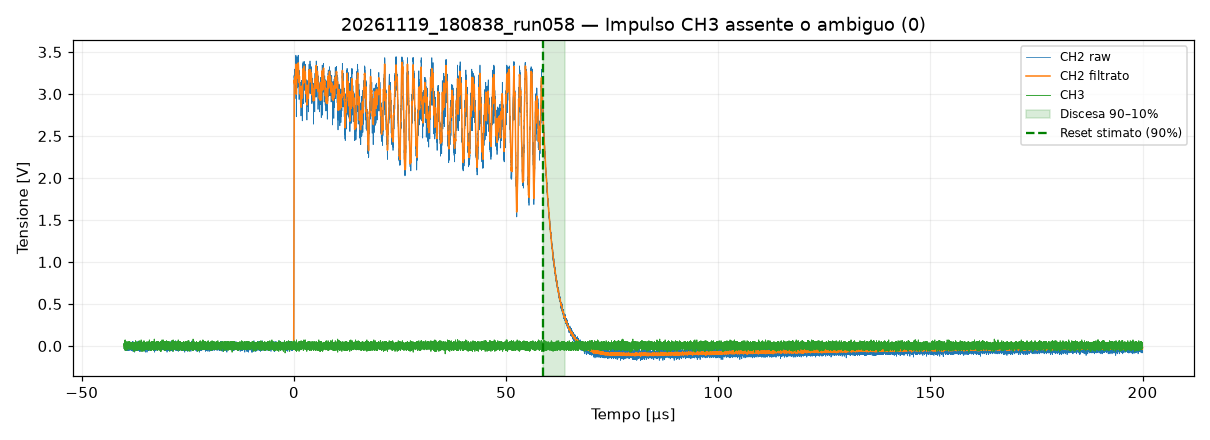 20261119_180838_run058 — Impulso CH3 assente o ambiguo (0)
Tensione [V]
3.5
3.0
2.5
2.0
1.5
1.0
0.5
0.0
CH2 raw
CH2 filtrato
CH3
Discesa 90–10%
Reset stimato (90%)
−50
0
50
100
150
200
Tempo [µs]